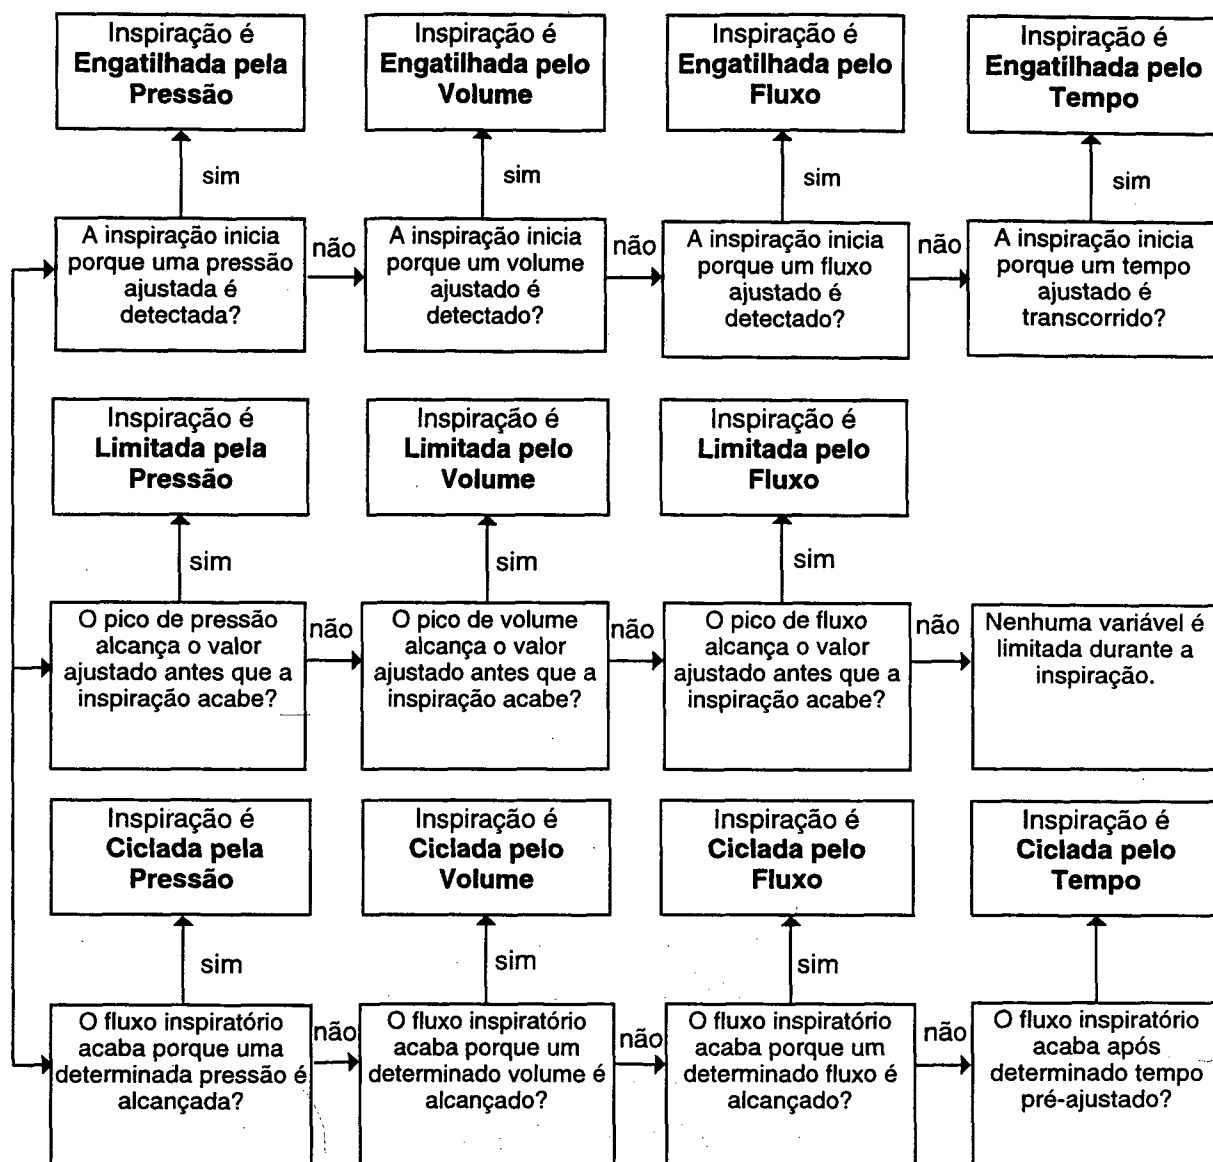 Inspiração é
Engatilhada pela
Pressão
Inspiração é
Engatilhada pelo
Volume
Inspiração é
Engatilhada pelo
Fluxo
Inspiração é
Engatilhada pelo
Tempo
sim
sim
sim
sim
A inspiração inicia
porque uma pressão
ajustada é
detectada?
não
A inspiração inicia
porque um volume
ajustado é
detectado?
não
A inspiração inicia
porque um fluxo
ajustado é
detectado?
não
A inspiração inicia
porque um tempo
ajustado é
transcorrido?
Inspiração é
Limitada pela
Pressão
Inspiração é
Limitada pelo
Volume
Inspiração é
Limitada pelo
Fluxo
sim
sim
sim
O pico de pressão
alcança o valor
ajustado antes que a
inspiração acabe?
não
O pico de volume
alcança o valor
ajustado antes que a
inspiração acabe?
não
O pico de fluxo
alcança o valor
ajustado antes que a
inspiração acabe?
não
Nenhuma variável é
limitada durante a
inspiração.
Inspiração é
Ciclada pela
Pressão
Inspiração é
Ciclada pelo
Volume
Inspiração é
Ciclada pelo
Fluxo
Inspiração é
Ciclada pelo
Tempo
sim
sim
sim
O fluxo inspiratório
acaba porque uma
determinada pressão é
alcançada?
não
O fluxo inspiratório
acaba porque um
determinado volume é
alcançado?
não
O fluxo inspiratório
acaba porque um
determinado fluxo é
alcançado?
não
O fluxo inspiratório
acaba após
determinado tempo
pré-ajustado?